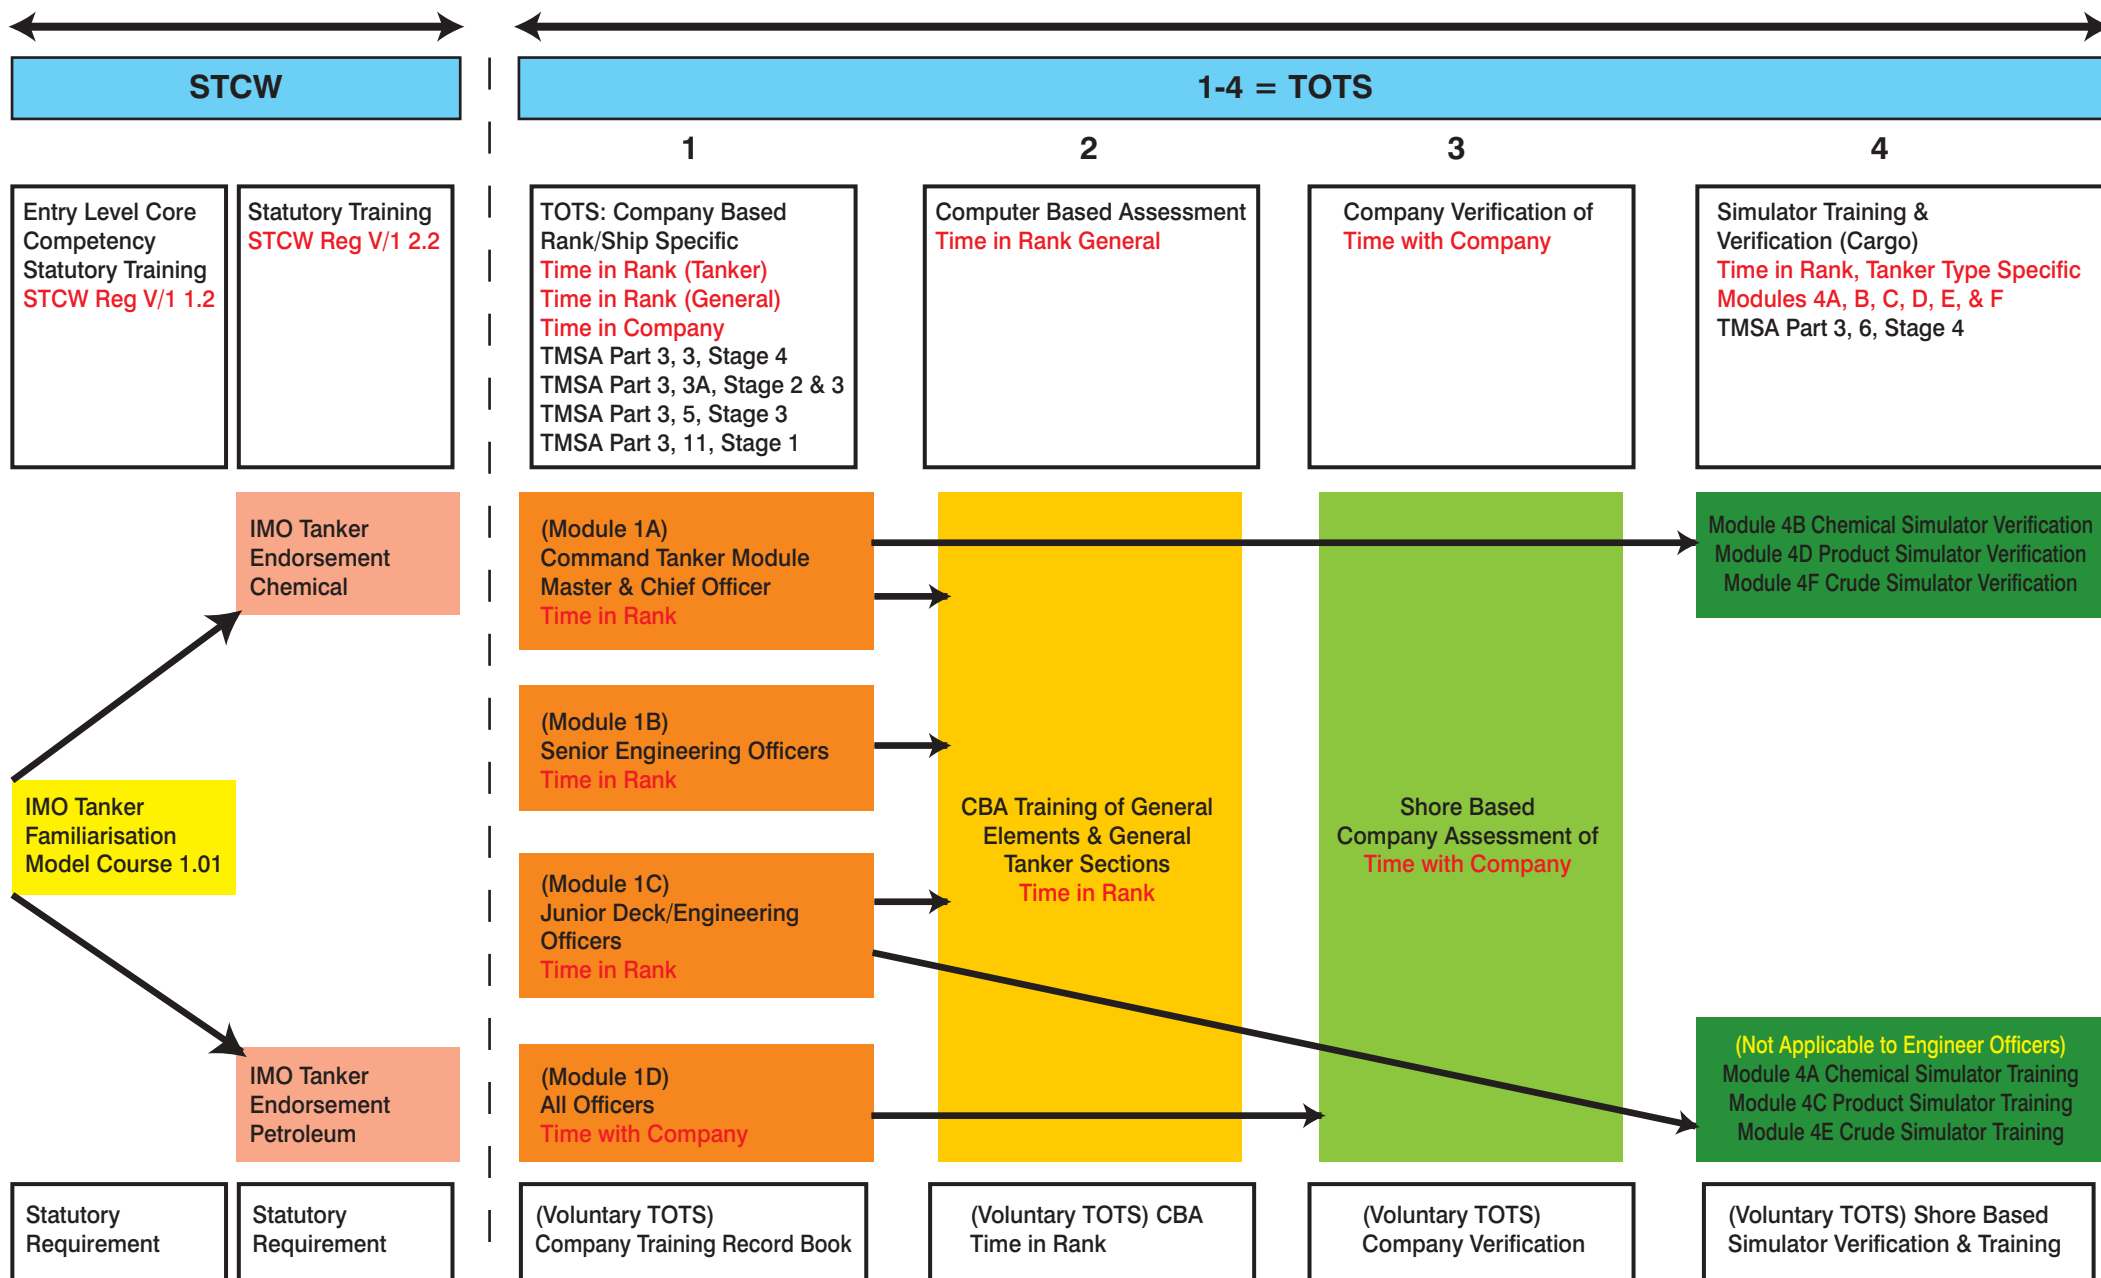 STCW
1-4 = TOTS
1
2
3
4
Entry Level Core
Competency
Statutory Training
STCW Reg V/1 1.2
Statutory Training
STCW Reg V/1 2.2
TOTS: Company Based
Rank/Ship Specific
Time in Rank (Tanker)
Time in Rank (General)
Time in Company
TMSA Part 3, 3, Stage 4
TMSA Part 3, 3A, Stage 2 & 3
TMSA Part 3, 5, Stage 3
TMSA Part 3, 11, Stage 1
Computer Based Assessment
Time in Rank General
Company Verification of
Time with Company
Simulator Training &
Verification (Cargo)
Time in Rank, Tanker Type Specific
Modules 4A, B, C, D, E, & F
TMSA Part 3, 6, Stage 4
IMO Tanker
Endorsement
Chemical
IMO Tanker
Familiarisation
Model Course 1.01
IMO Tanker
Endorsement
Petroleum
(Module 1A)
Command Tanker Module
Master & Chief Officer
Time in Rank
(Module 1B)
Senior Engineering Officers
Time in Rank
(Module 1C)
Junior Deck/Engineering
Officers
Time in Rank
(Module 1D)
All Officers
Time with Company
CBA Training of General
Elements & General
Tanker Sections
Time in Rank
Shore Based
Company Assessment of
Time with Company
Module 4B Chemical Simulator Verification
Module 4D Product Simulator Verification
Module 4F Crude Simulator Verification
(Not Applicable to Engineer Officers)
Module 4A Chemical Simulator Training
Module 4C Product Simulator Training
Module 4E Crude Simulator Training
Statutory
Requirement
Statutory
Requirement
(Voluntary TOTS)
Company Training Record Book
(Voluntary TOTS) CBA
Time in Rank
(Voluntary TOTS)
Company Verification
(Voluntary TOTS) Shore Based
Simulator Verification & Training